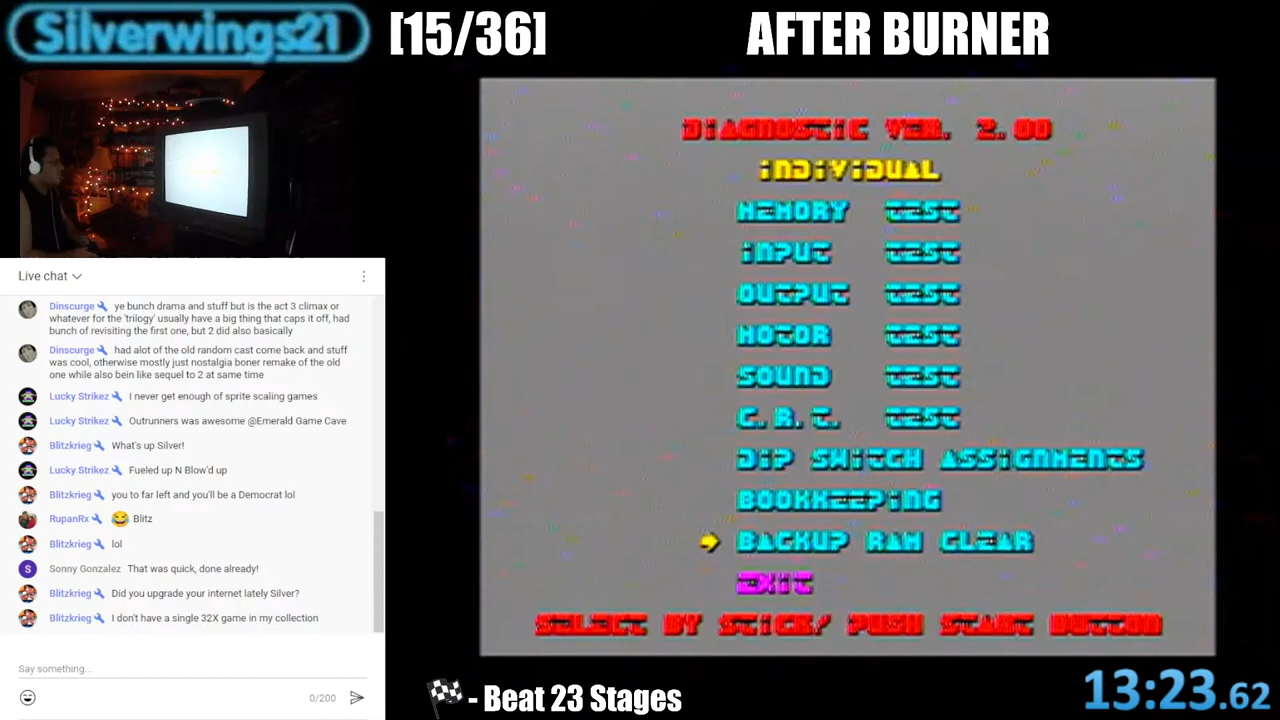 Silverwings21
[15/36]
AFTER BURNER
DIAGNOSTIC VER. 2.00
INDIVIDUAL
MEMORY TEST
INPUT TEST
OUTPUT TEST
MOTOR TEST
SOUND TEST
C.R.T. TEST
DIP SWITCH ASSIGNMENTS
BOOKKEEPING
BACKUP RAM CLEAR
EXIT
SELECT BY STICK/ PUSH START BUTTON
Live chat
Dinscurge ye bunch drama and stuff but is the act 3 climax or
whatever for the 'trilogy' usually have a big thing that caps it off, had
bunch of revisiting the first one, but 2 did also basically
Dinscurge had alot of the old random cast come back and stuff
was cool, otherwise mostly just nostalgia boner remake of the old
one while also bein like sequel to 2 at same time
Lucky Strikez I never get enough of sprite scaling games
Lucky Strikez Outrunners was awesome @Emerald Game Cave
Blitzkrieg What's up Silver!
Lucky Strikez Fueled up N Blow'd up
Blitzkrieg you to far left and you'll be a Democrat lol
RupanRx 😂 Blitz
Blitzkrieg lol
S Sonny Gonzalez That was quick, done already!
Blitzkrieg Did you upgrade your internet lately Silver?
Blitzkrieg I don't have a single 32X game in my collection
Say something...
0/200
- Beat 23 Stages
13:23.62